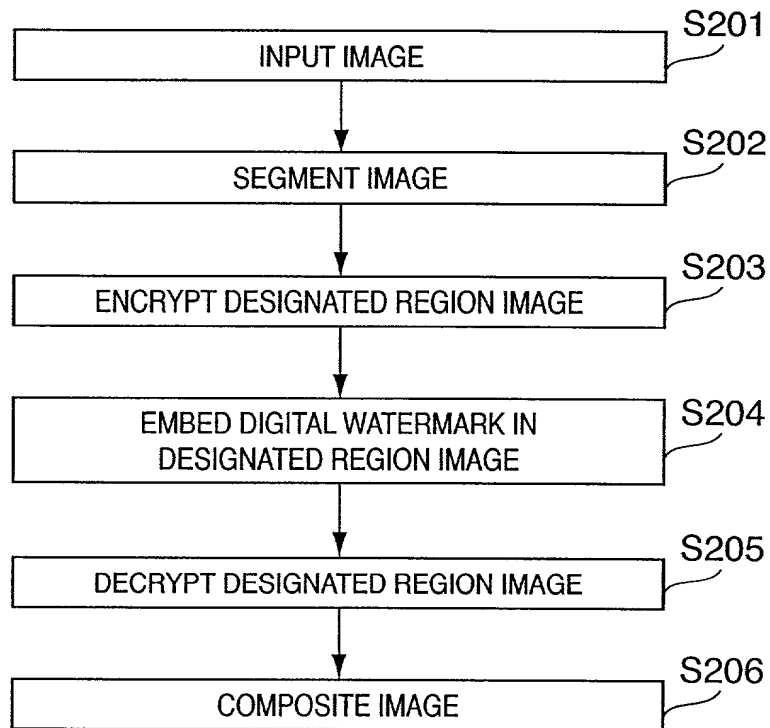 S201
INPUT IMAGE
S202
SEGMENT IMAGE
S203
ENCRYPT DESIGNATED REGION IMAGE
S204
EMBED DIGITAL WATERMARK IN
DESIGNATED REGION IMAGE
S205
DECRYPT DESIGNATED REGION IMAGE
S206
COMPOSITE IMAGE